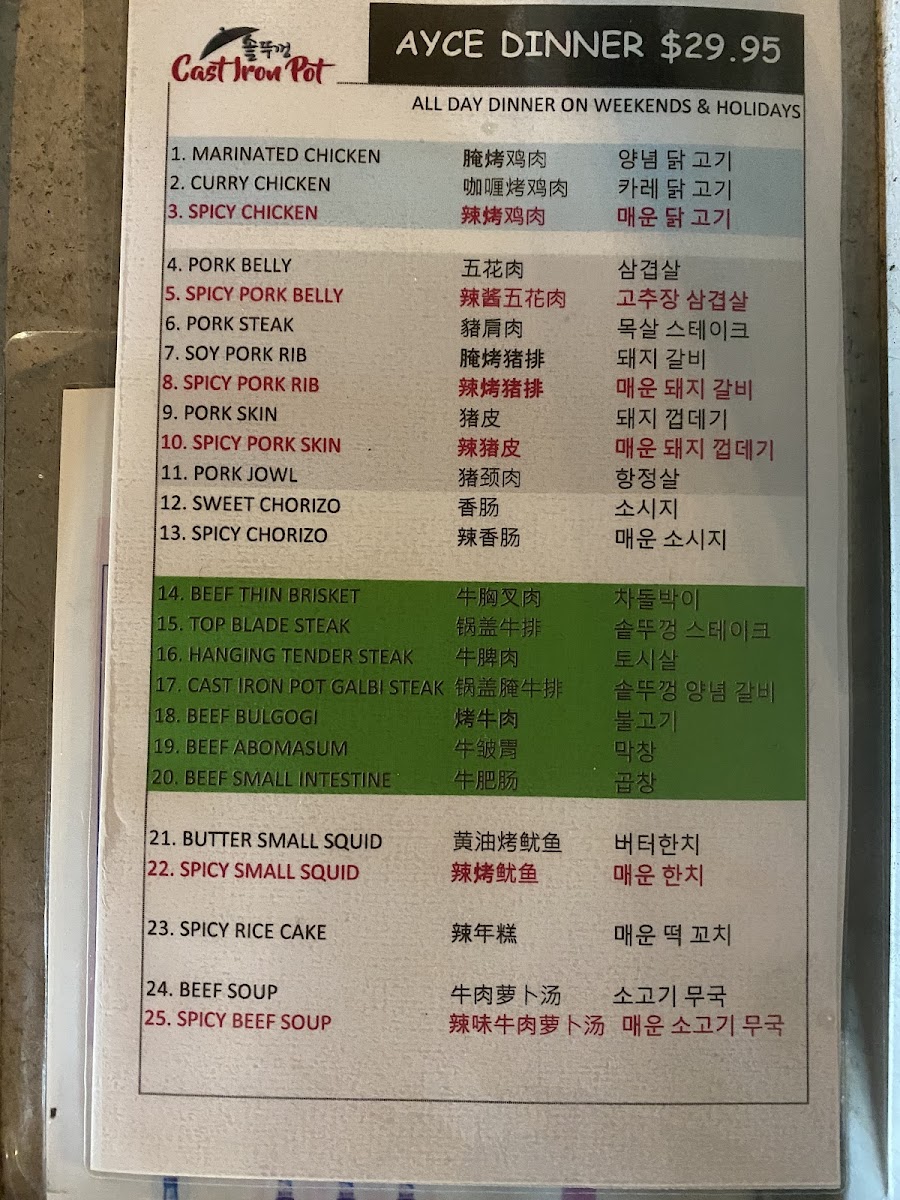 솥뚜껑
Cast Iron Pot
AYCE DINNER $29.95
ALL DAY DINNER ON WEEKENDS & HOLIDAYS
1. MARINATED CHICKEN 腌烤鸡肉 양념 닭 고기
2. CURRY CHICKEN 咖喱烤鸡肉 카레 닭 고기
3. SPICY CHICKEN 辣烤鸡肉 매운 닭 고기
4. PORK BELLY 五花肉 삼겹살
5. SPICY PORK BELLY 辣酱五花肉 고추장 삼겹살
6. PORK STEAK 豬肩肉 목살 스테이크
7. SOY PORK RIB 腌烤猪排 돼지 갈비
8. SPICY PORK RIB 辣烤猪排 매운 돼지 갈비
9. PORK SKIN 猪皮 돼지 껍데기
10. SPICY PORK SKIN 辣猪皮 매운 돼지 껍데기
11. PORK JOWL 猪颈肉 항정살
12. SWEET CHORIZO 香肠 소시지
13. SPICY CHORIZO 辣香肠 매운 소시지
14. BEEF THIN BRISKET 牛胸叉肉 차돌박이
15. TOP BLADE STEAK 锅盖牛排 솥뚜껑 스테이크
16. HANGING TENDER STEAK 牛脾肉 토시살
17. CAST IRON POT GALBI STEAK 锅盖腌牛排 솥뚜껑 양념 갈비
18. BEEF BULGOGI 烤牛肉 불고기
19. BEEF ABOMASUM 牛皱胃 막창
20. BEEF SMALL INTESTINE 牛肥肠 곱창
21. BUTTER SMALL SQUID 黄油烤鱿鱼 버터한치
22. SPICY SMALL SQUID 辣烤鱿鱼 매운 한치
23. SPICY RICE CAKE 辣年糕 매운 떡 꼬치
24. BEEF SOUP 牛肉萝卜汤 소고기 무국
25. SPICY BEEF SOUP 辣味牛肉萝卜汤 매운 소고기 무국